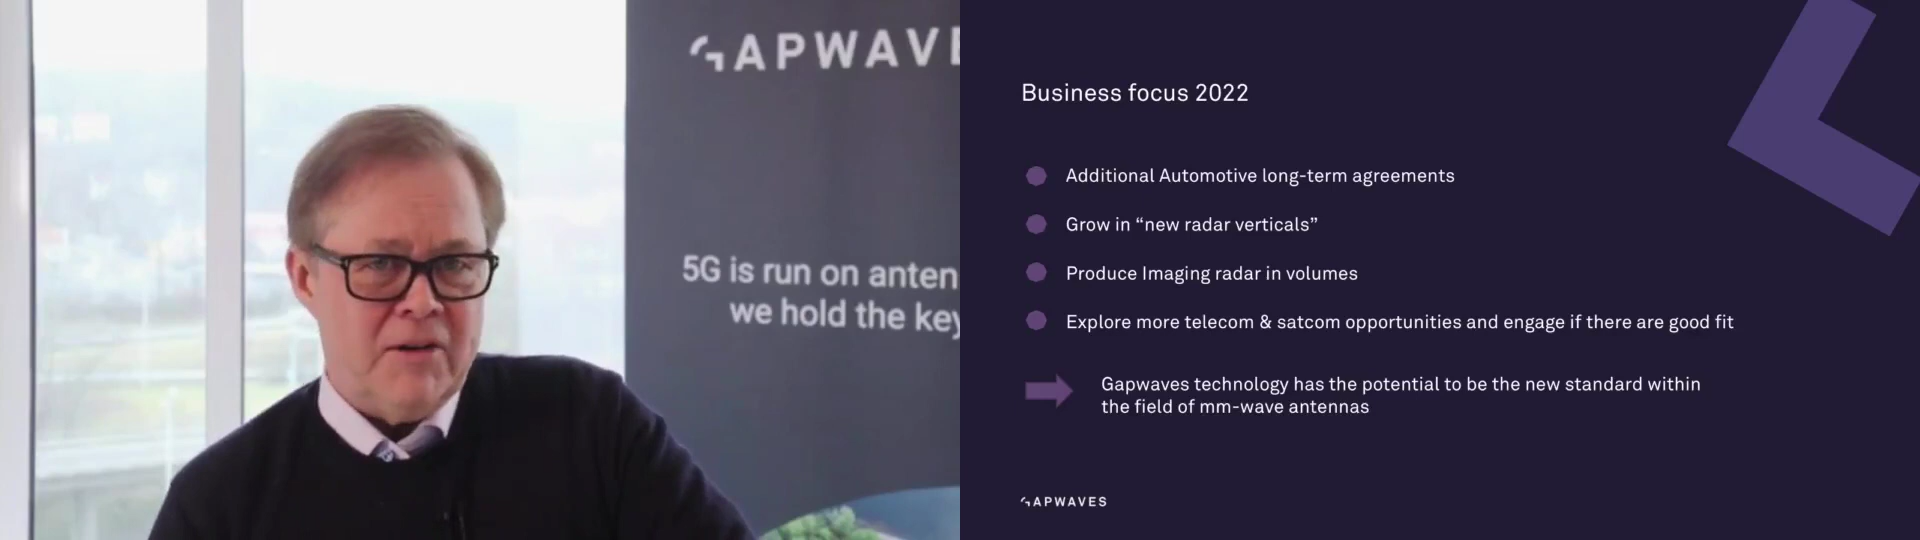 GAPWAVE
5G is run on anten
we hold the key
Business focus 2022
Additional Automotive long-term agreements
Grow in “new radar verticals”
Produce Imaging radar in volumes
Explore more telecom & satcom opportunities and engage if there are good fit
Gapwaves technology has the potential to be the new standard within
the field of mm-wave antennas
GAPWAVES